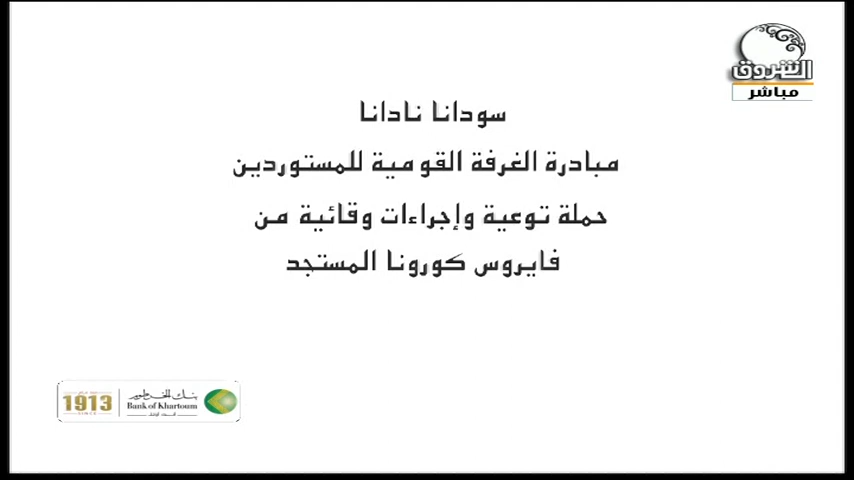 الشروق
مباشر
سودانا نادانا
مبادرة الغرفة القومية للمستوردين
حملة توعية وإجراءات وقائية من
فايروس كورونا المستجد
1913
SINCE
بنك الخرطوم
Bank of Khartoum